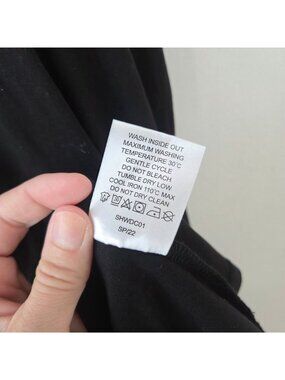 WASH INSIDE OUT
MAXIMUM WASHING
TEMPERATURE 30°C
GENTLE CYCLE
DO NOT BLEACH
TUMBLE DRY LOW
COOL IRON 110°C MAX
DO NOT DRY CLEAN
SHWDC01
SP/22